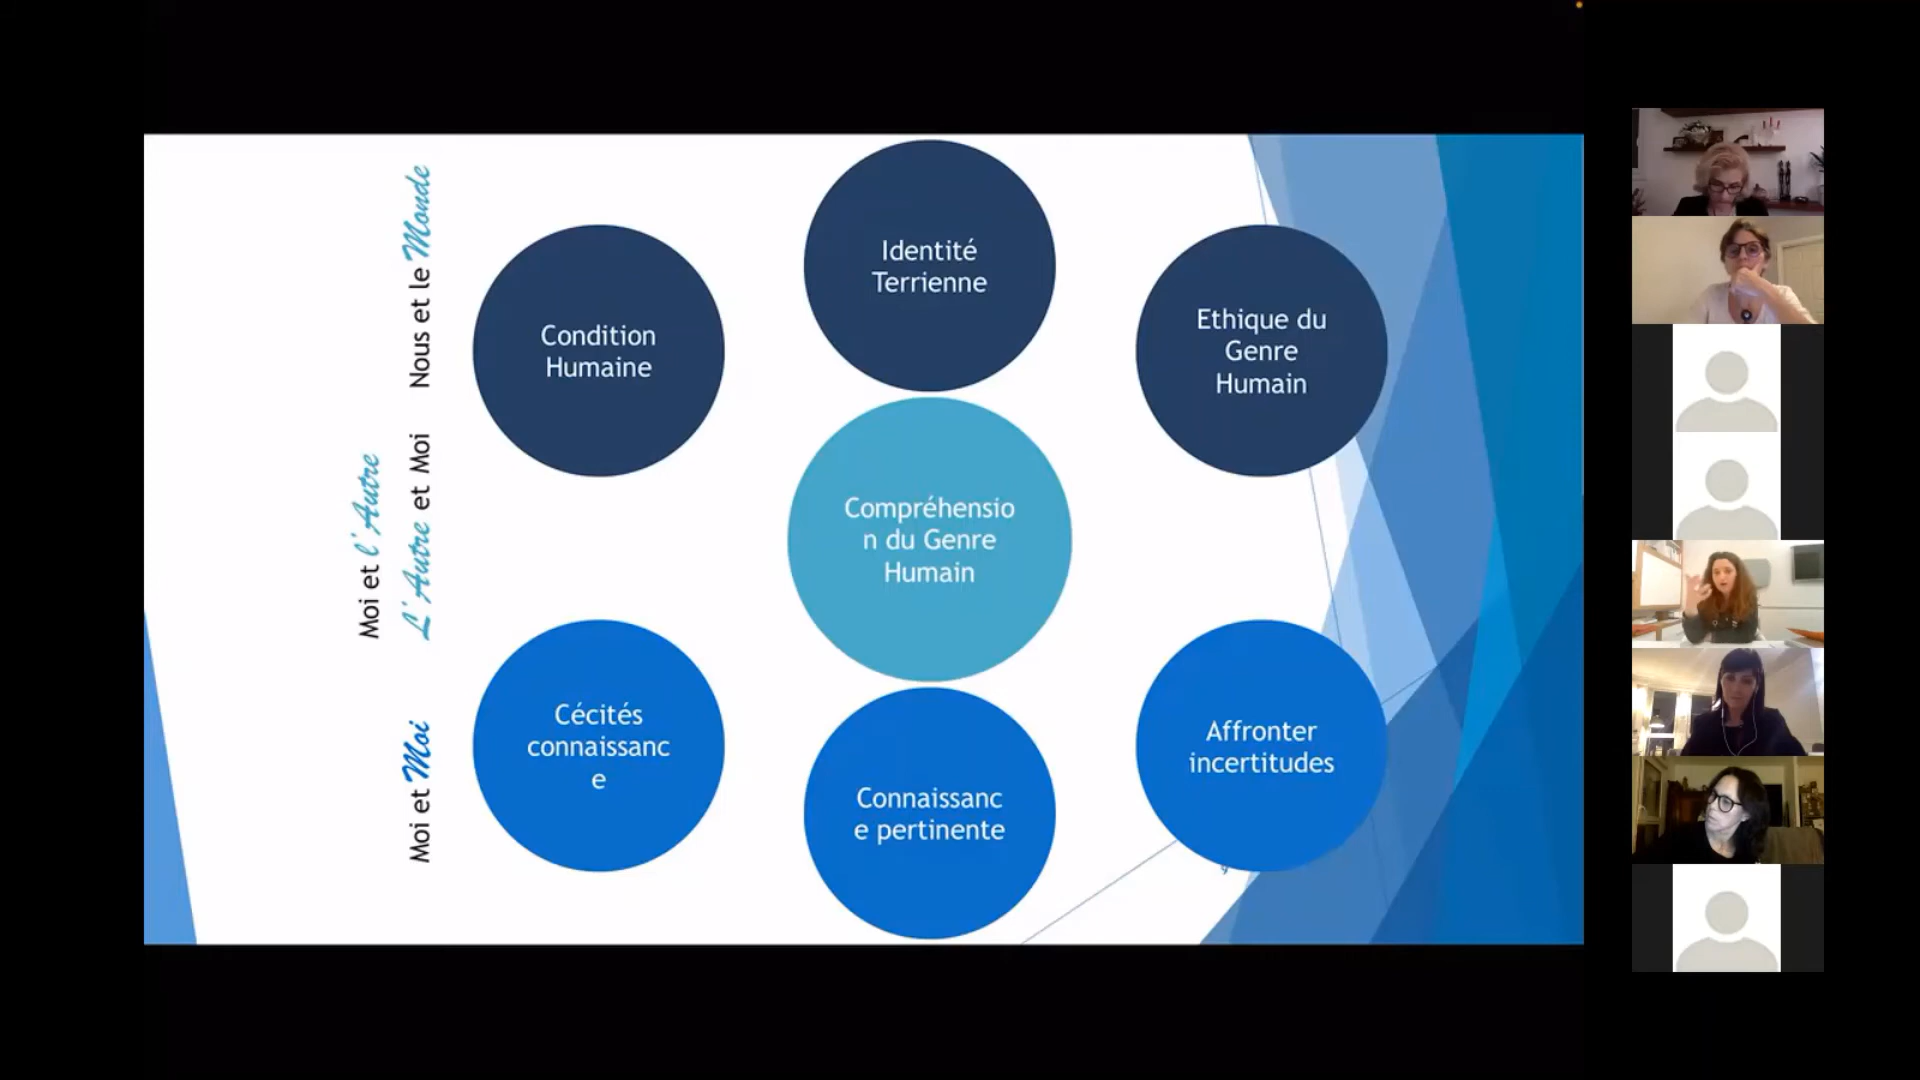 Nous et le Monde
Moi et l'Autre
L'Autre et Moi
Moi et Moi
Identité
Terrienne
Condition
Humaine
Ethique du
Genre
Humain
Compréhensio
n du Genre
Humain
Cécités
connaissanc
e
Connaissanc
e pertinente
Affronter
incertitudes